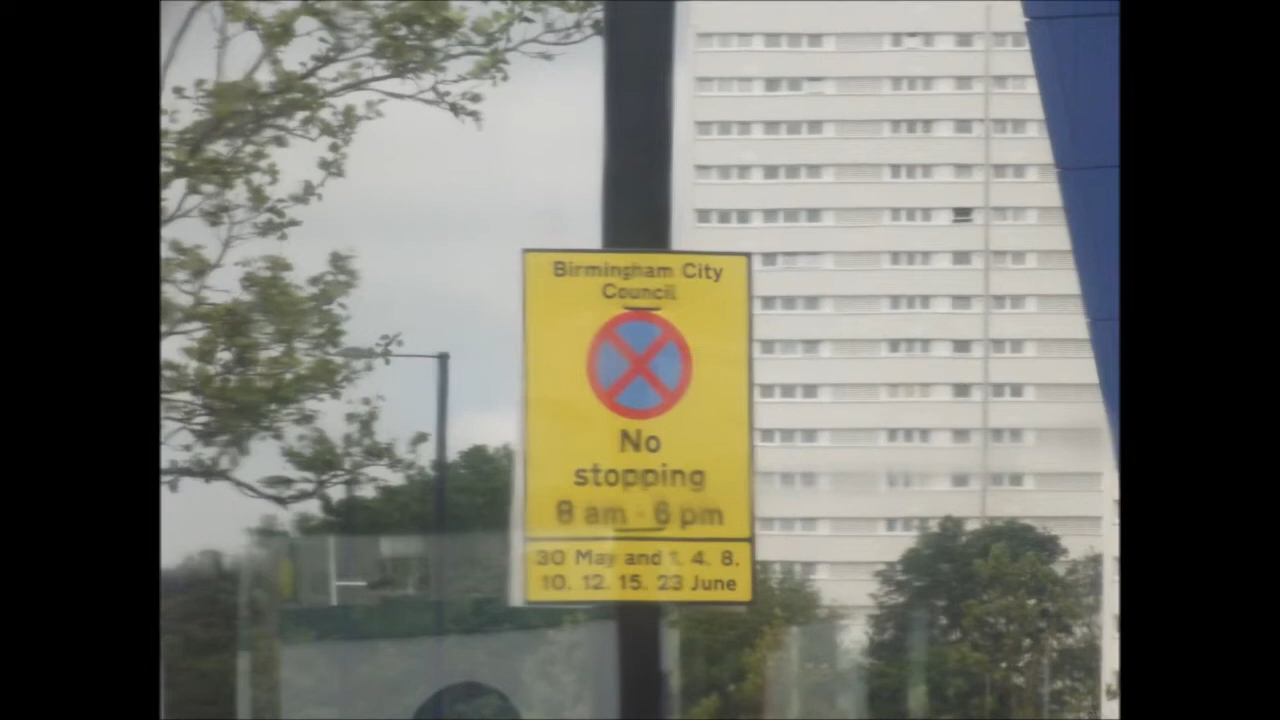 Birmingham City
Council
No
stopping
8 am - 6 pm
30 May and 1. 4. 8.
10. 12. 15. 23 June